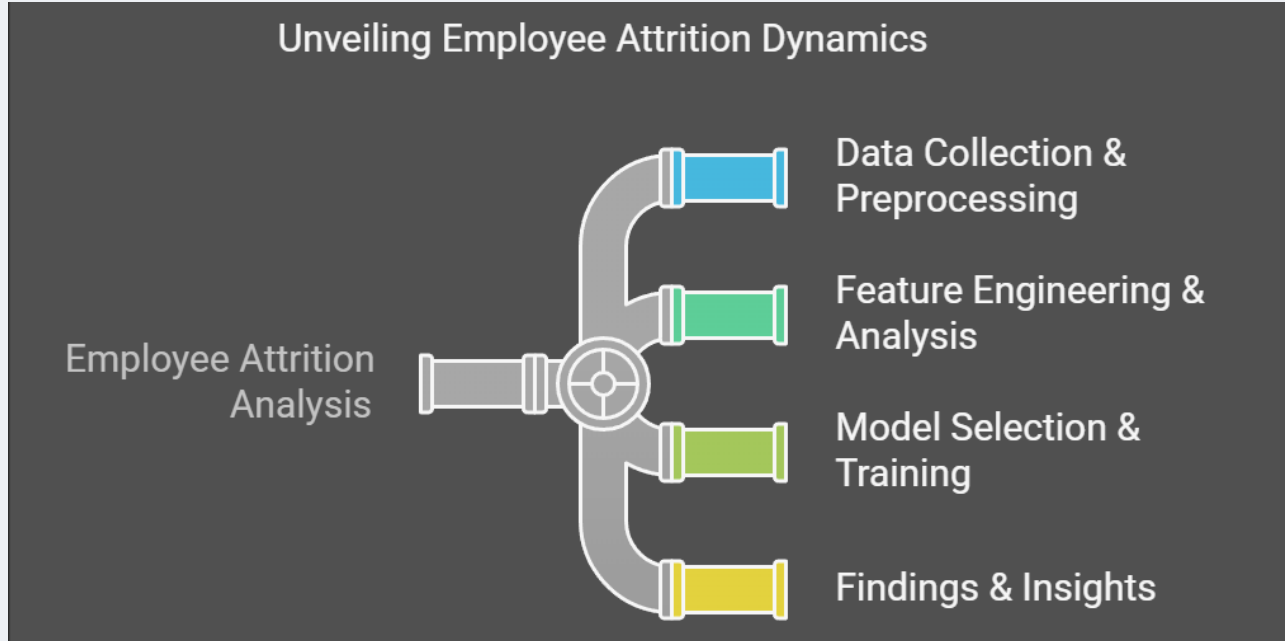 Unveiling Employee Attrition Dynamics
Data Collection &
Preprocessing
Feature Engineering &
Analysis
Employee Attrition
Analysis
Model Selection &
Training
Findings & Insights